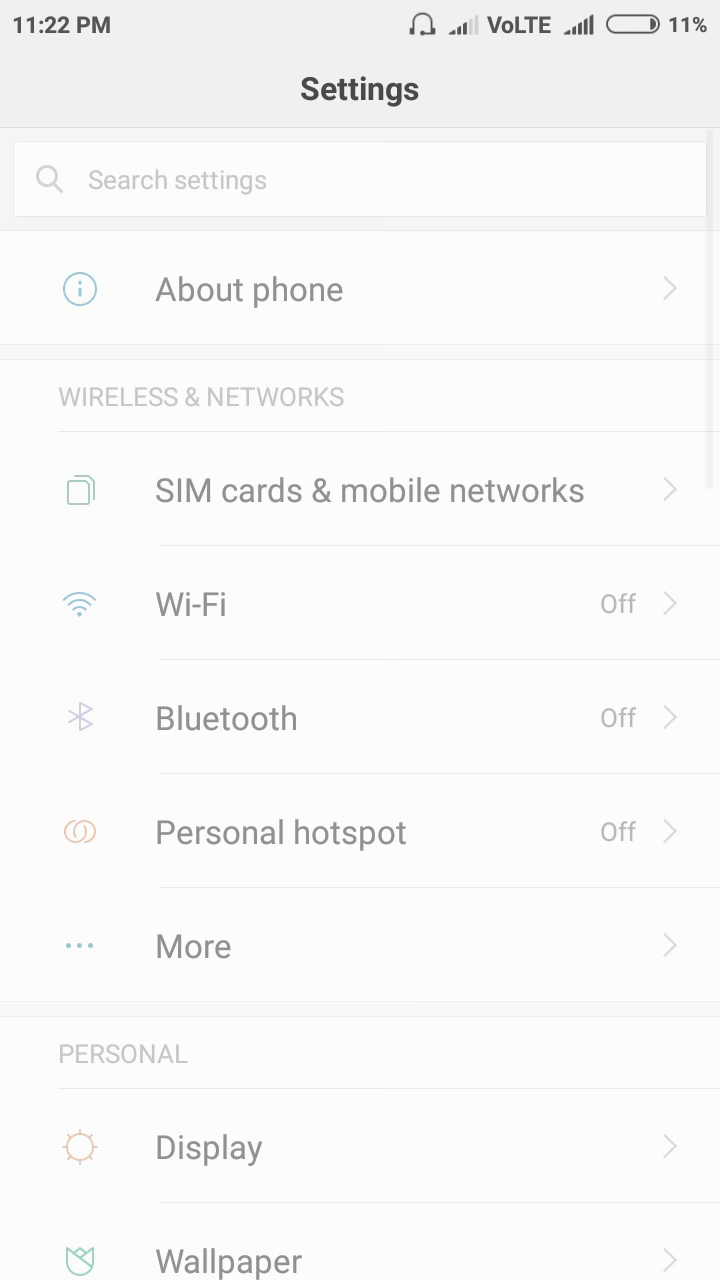 11:22 PM VoLTE 11%
Settings
Search settings
About phone
WIRELESS & NETWORKS
SIM cards & mobile networks
Wi-Fi Off
Bluetooth Off
Personal hotspot Off
More
PERSONAL
Display
Wallpaper